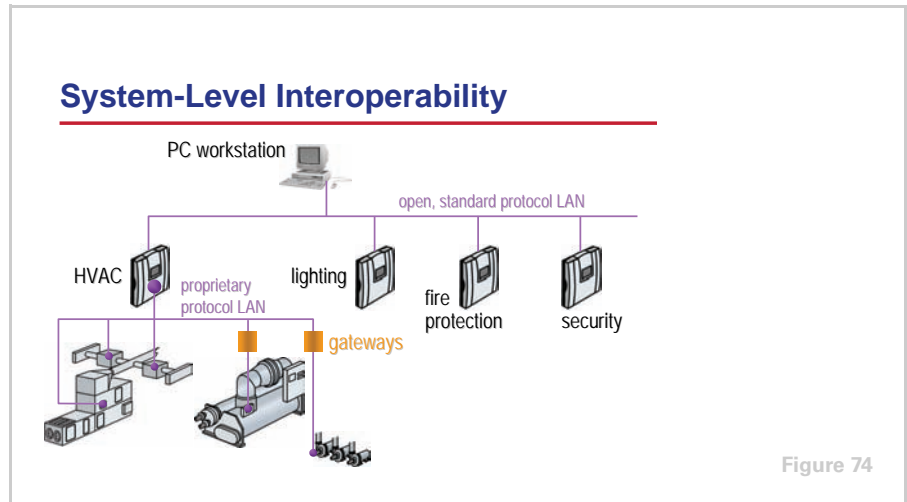 System-Level Interoperability
PC workstation
open, standard protocol LAN
HVAC
proprietary
protocol LAN
lighting
fire
protection
security
gateways
Figure 74